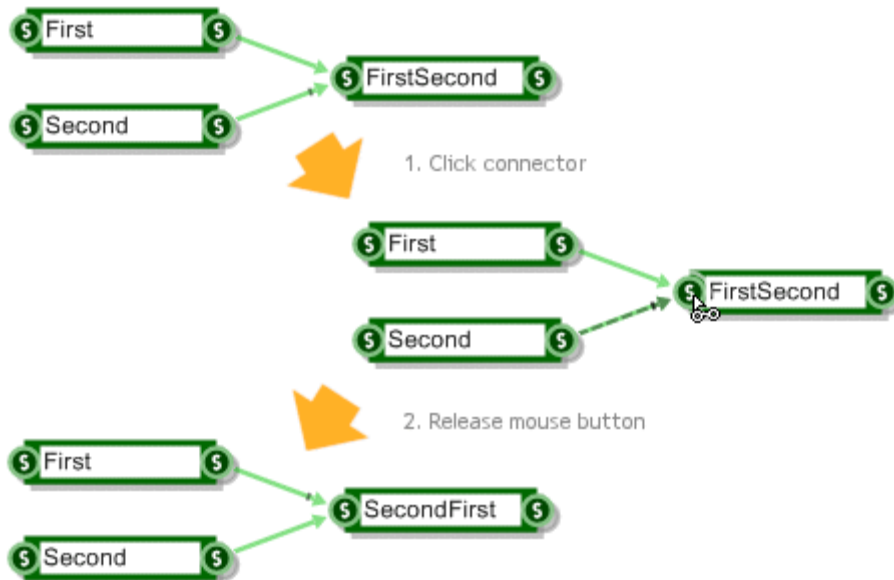 First
FirstSecond
Second
1. Click connector
First
FirstSecond
Second
2. Release mouse button
First
SecondFirst
Second